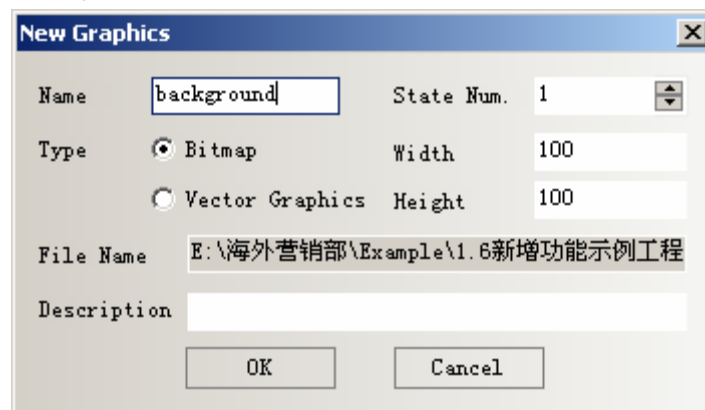 New Graphics
Name background State Num. 1
Type Bitmap Width 100
Vector Graphics Height 100
File Name E:\海外营销部\Example\1.6新增功能示例工程
Description
OK Cancel